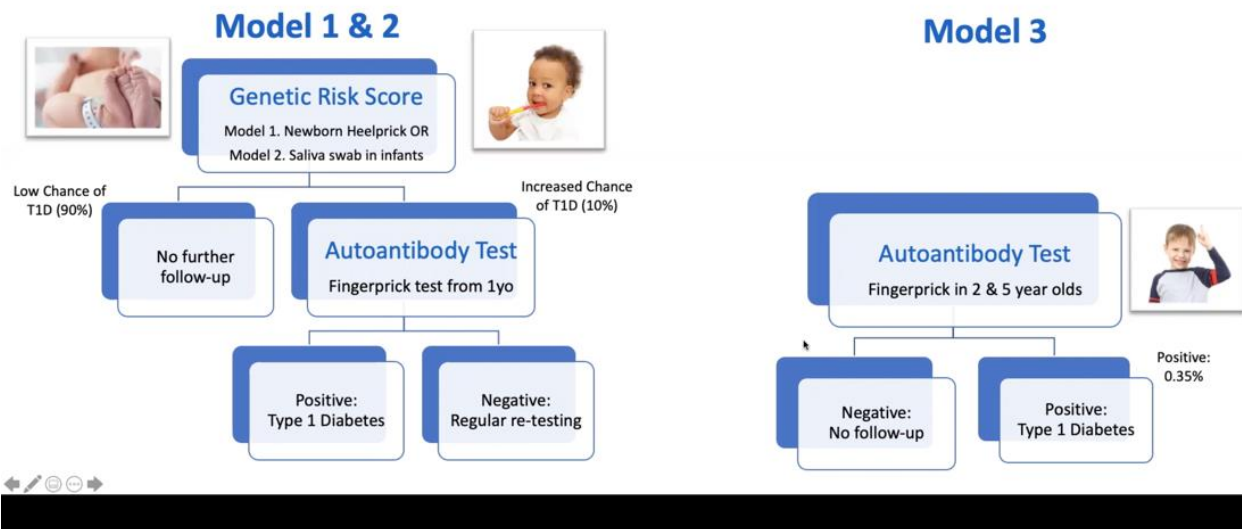 Model 1 & 2
Genetic Risk Score
Model 1. Newborn Heelprick OR
Model 2. Saliva swab in infants
Low Chance of
T1D (90%)
Increased Chance
of T1D (10%)
No further
follow-up
Autoantibody Test
Fingerprick test from 1yo
Positive:
Type 1 Diabetes
Negative:
Regular re-testing
Model 3
Autoantibody Test
Fingerprick in 2 & 5 year olds
Positive:
0.35%
Negative:
No follow-up
Positive:
Type 1 Diabetes